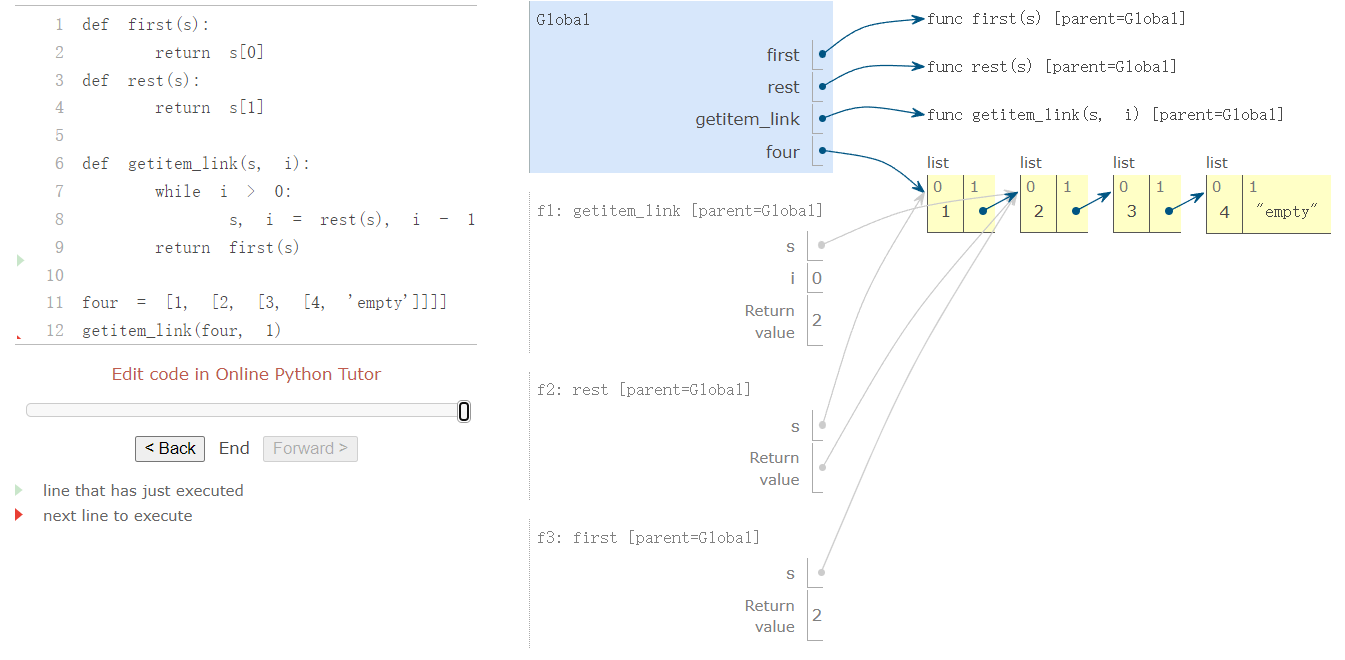 1 def first(s):
2 return s[0]
3 def rest(s):
4 return s[1]
5
6 def getitem_link(s, i):
7 while i > 0:
8 s, i = rest(s), i - 1
9 return first(s)
10
11 four = [1, [2, [3, [4, 'empty']]]]
12 getitem_link(four, 1)
Edit code in Online Python Tutor
< Back End Forward >
line that has just executed
next line to execute
Global
first
rest
getitem_link
four
func first(s) [parent=Global]
func rest(s) [parent=Global]
func getitem_link(s, i) [parent=Global]
list list list list
0 1 0 1 0 1 0 1
1 2 3 4 "empty"
f1: getitem_link [parent=Global]
s
i 0
Return
value 2
f2: rest [parent=Global]
s
Return
value
f3: first [parent=Global]
s
Return
value 2